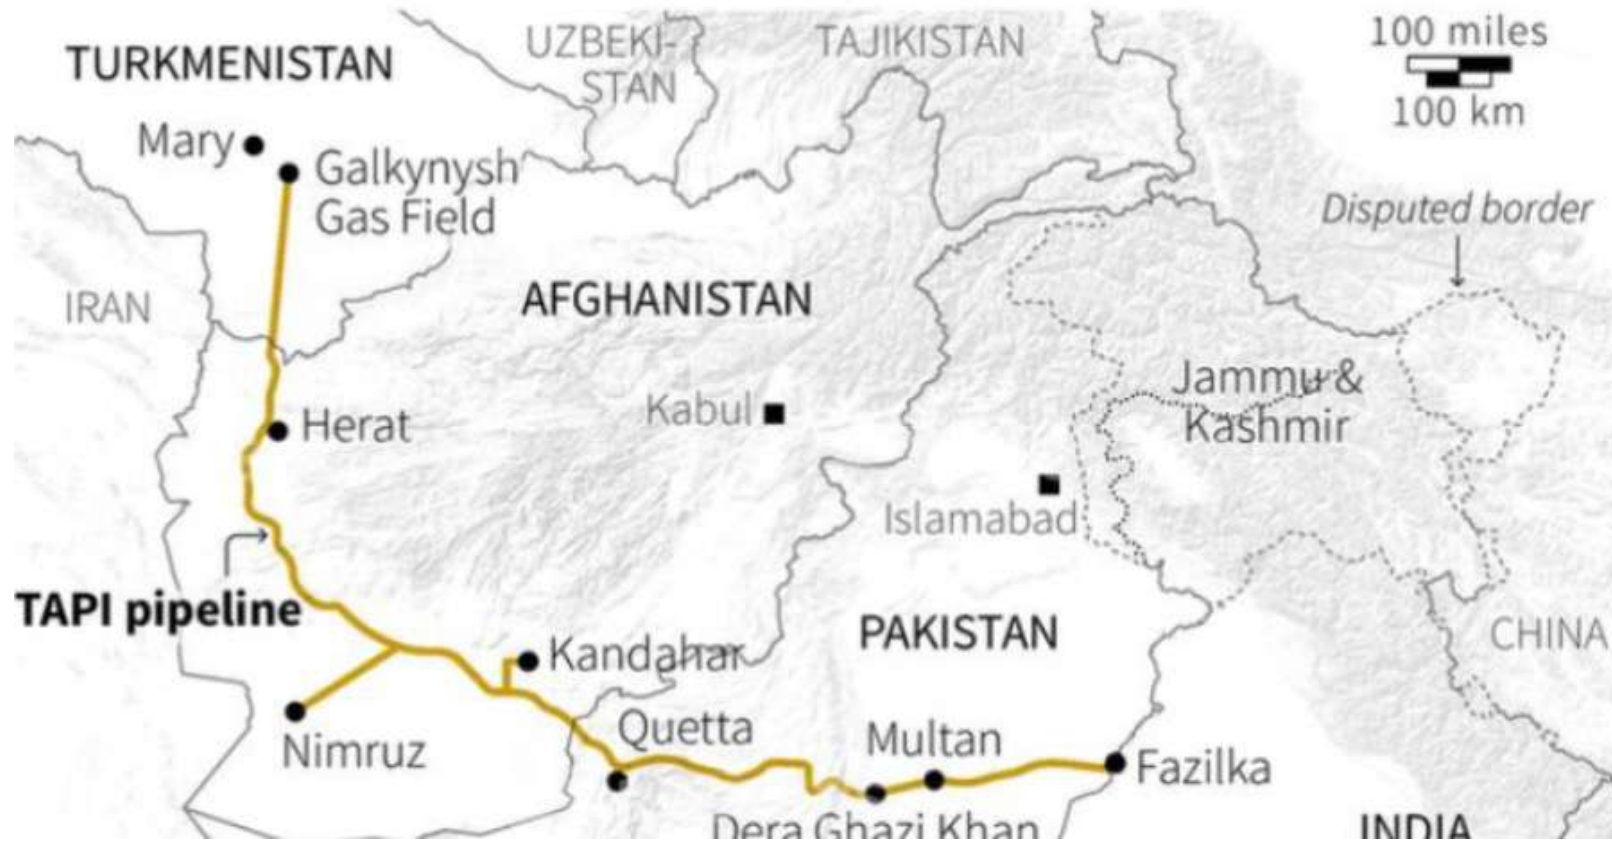 TURKMENISTAN
UZBEKI-
STAN
TAJIKISTAN
100 miles
100 km
Mary
Galkynysh
Gas Field
Disputed border
IRAN
AFGHANISTAN
Jammu &
Kashmir
Kabul
Herat
Islamabad
TAPI pipeline
PAKISTAN
CHINA
Kandahar
Quetta
Multan
Nimruz
Fazilka
Dera Ghazi Khan
INDIA